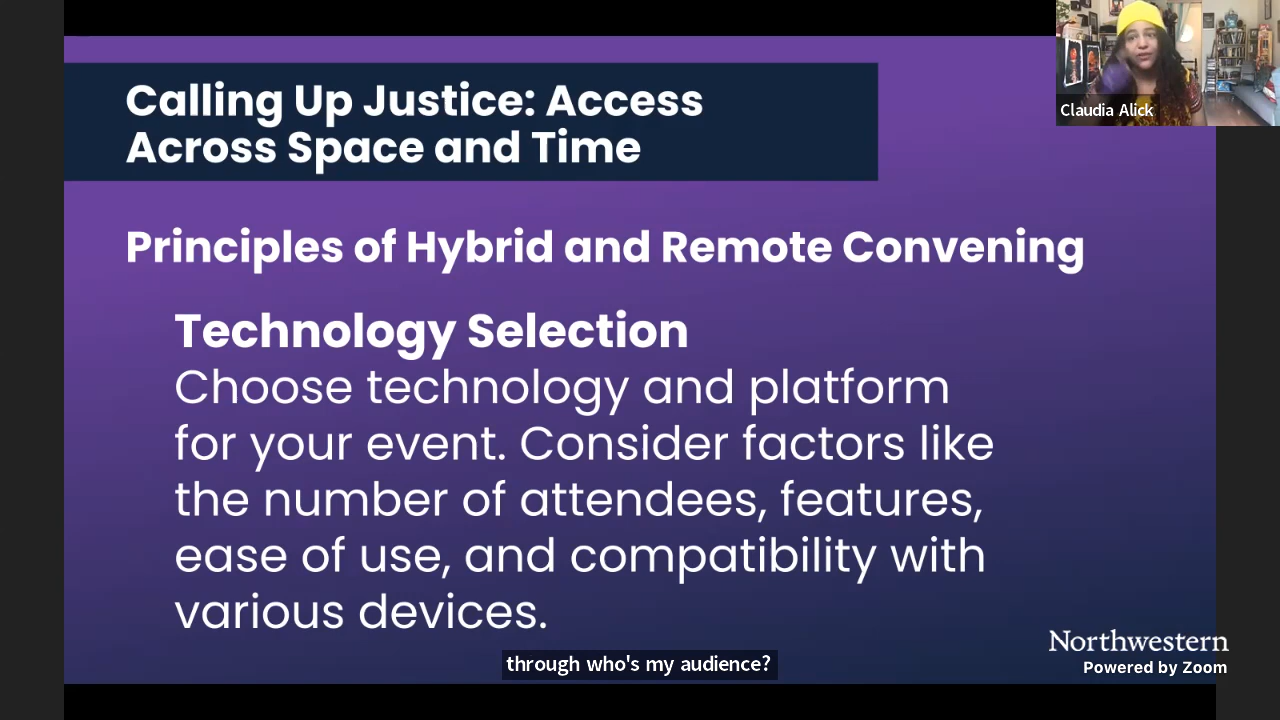 Claudia Alick
Calling Up Justice: Access
Across Space and Time
Principles of Hybrid and Remote Convening
Technology Selection
Choose technology and platform
for your event. Consider factors like
the number of attendees, features,
ease of use, and compatibility with
various devices.
through who's my audience?
Northwestern
Powered by Zoom